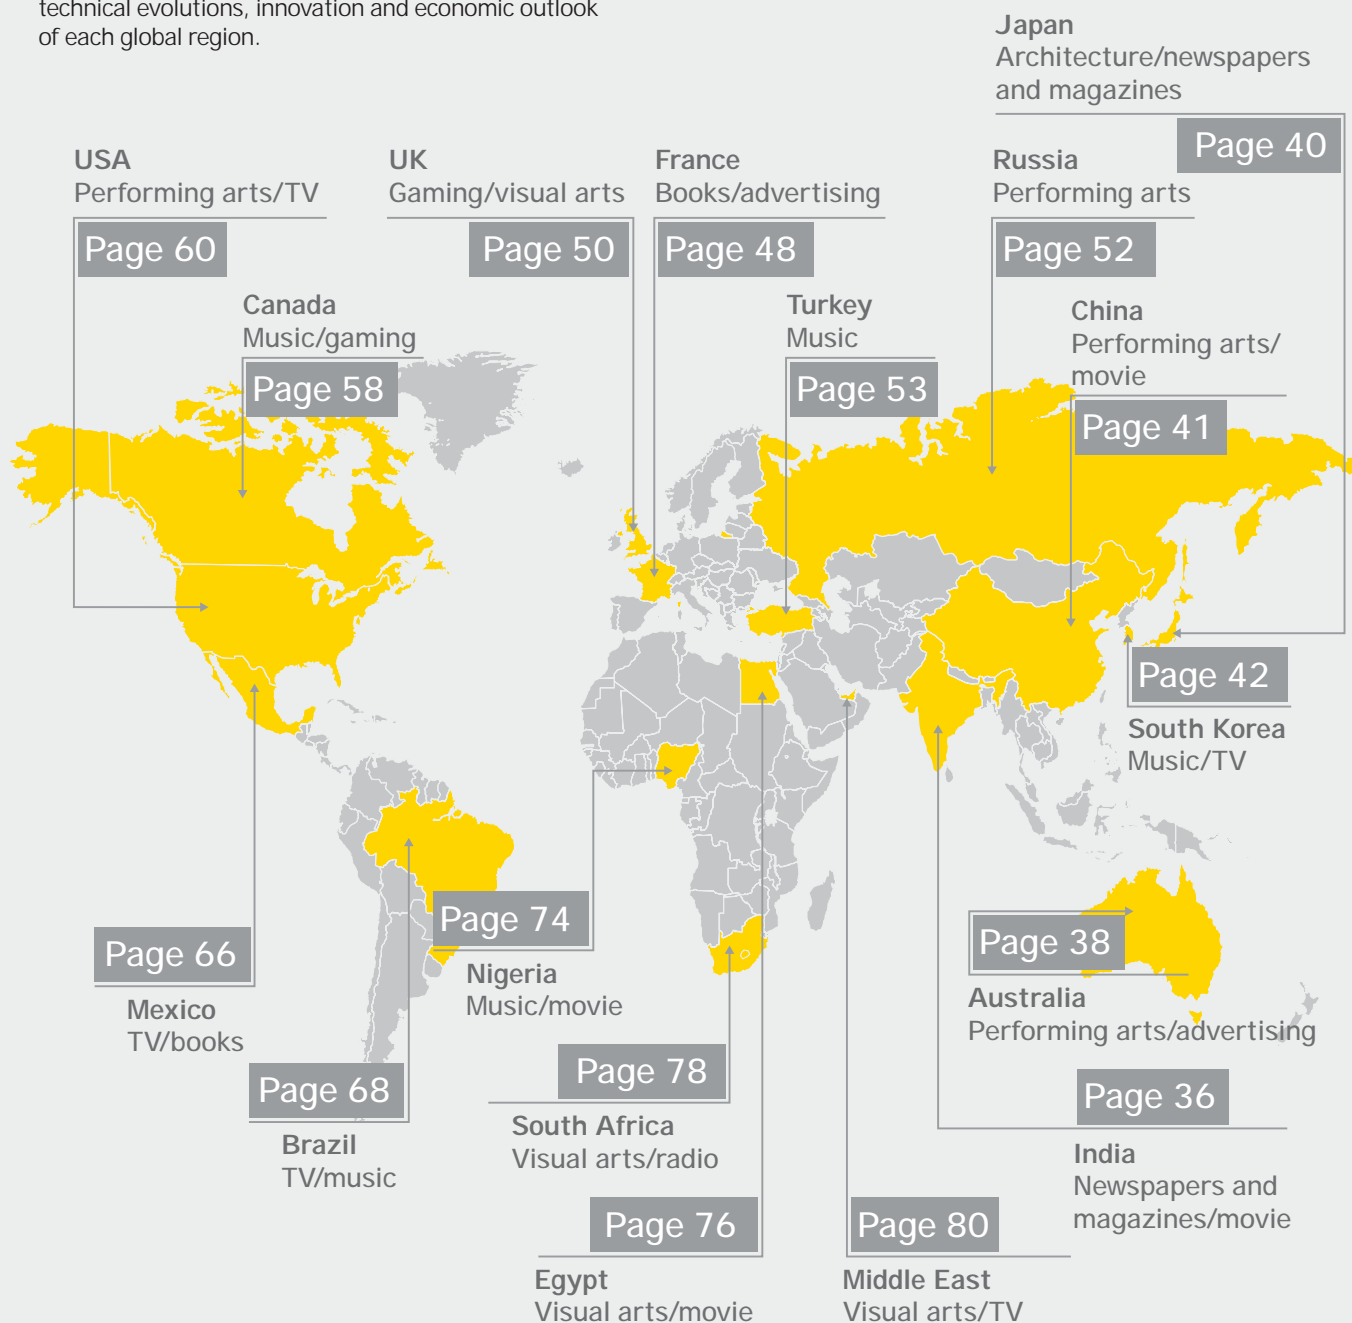 technical evolutions, innovation and economic outlook
of each global region.
Japan
Architecture/newspapers
and magazines
Page 40
USA
Performing arts/TV
Page 60
UK
Gaming/visual arts
Page 50
France
Books/advertising
Page 48
Russia
Performing arts
Page 52
Canada
Music/gaming
Page 58
Turkey
Music
Page 53
China
Performing arts/
movie
Page 41
Page 42
South Korea
Music/TV
Page 66
Mexico
TV/books
Page 74
Nigeria
Music/movie
Page 38
Australia
Performing arts/advertising
Page 68
Brazil
TV/music
Page 78
South Africa
Visual arts/radio
Page 36
India
Newspapers and
magazines/movie
Page 76
Egypt
Visual arts/movie
Page 80
Middle East
Visual arts/TV